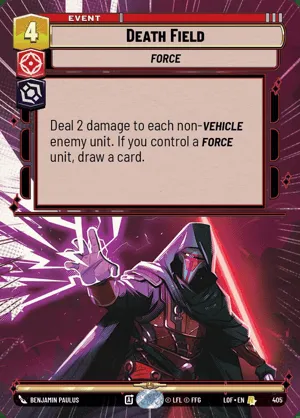 EVENT
4
DEATH FIELD
FORCE
Deal 2 damage to each non-VEHICLE
enemy unit. If you control a FORCE
unit, draw a card.
BENJAMIN PAULUS
© LFL © FFG
LOF • EN
405